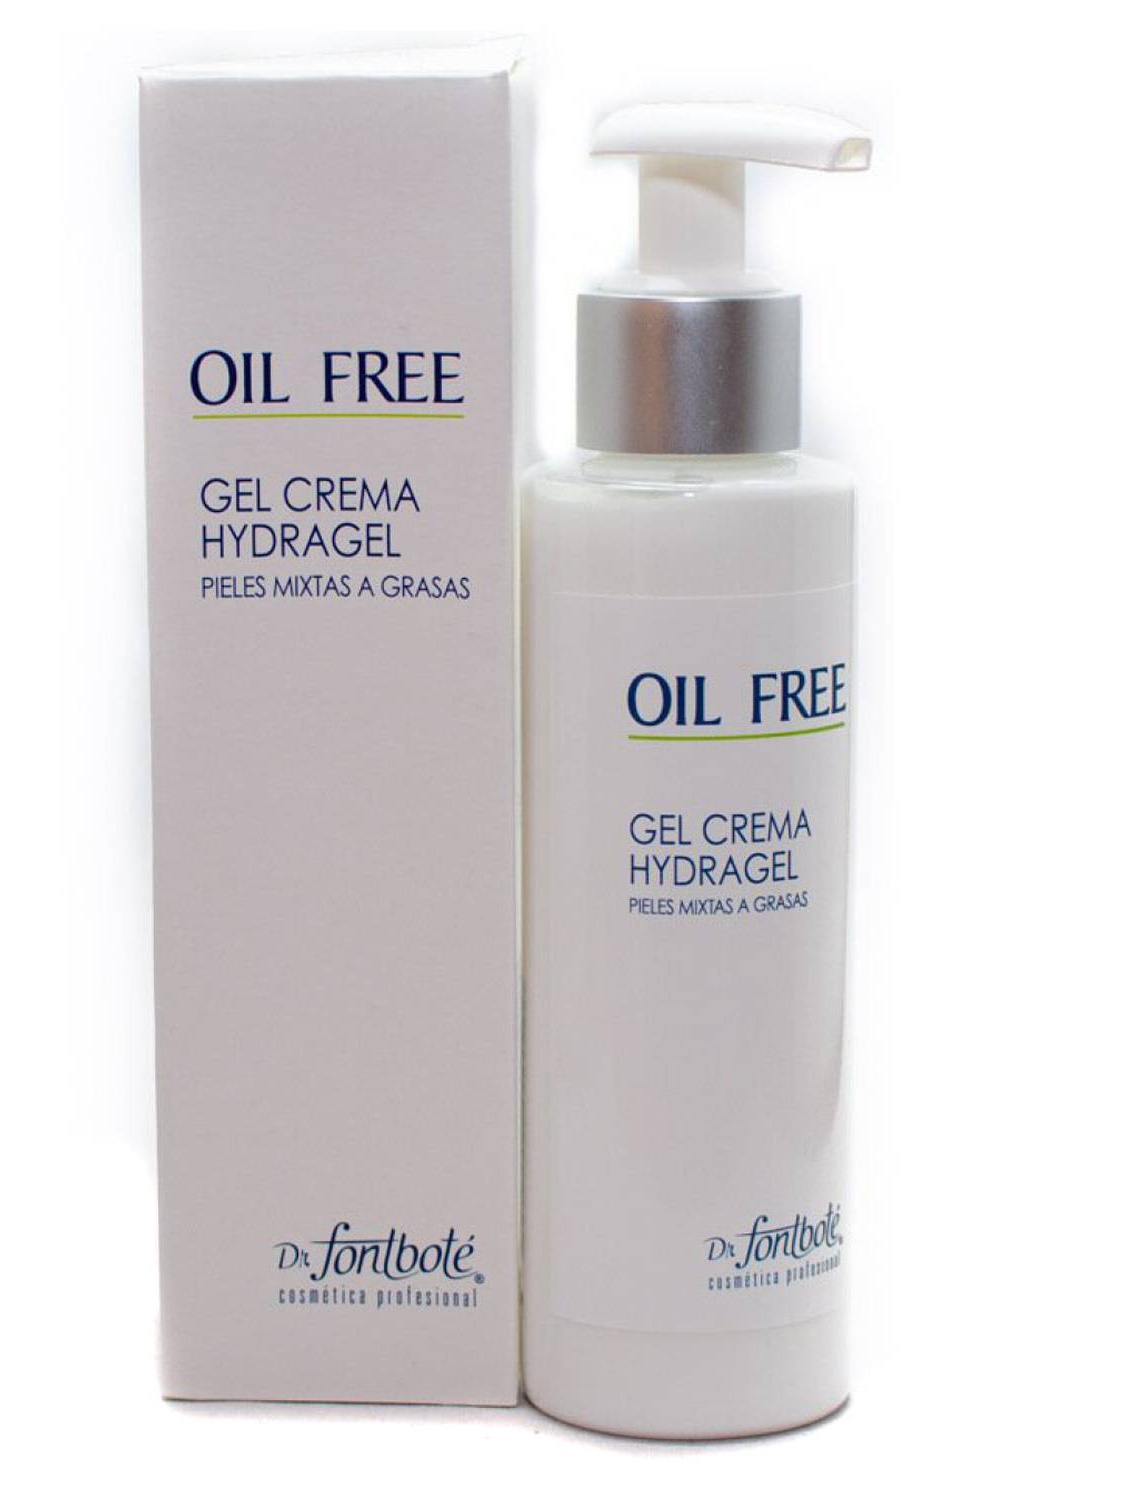 OIL FREE
GEL CREMA
HYDRAGEL
PIELES MIXTAS A GRASAS
Dr. fontboté®
cosmética profesional
OIL FREE
GEL CREMA
HYDRAGEL
PIELES MIXTAS A GRASAS
Dr. fontboté
cosmética profesional